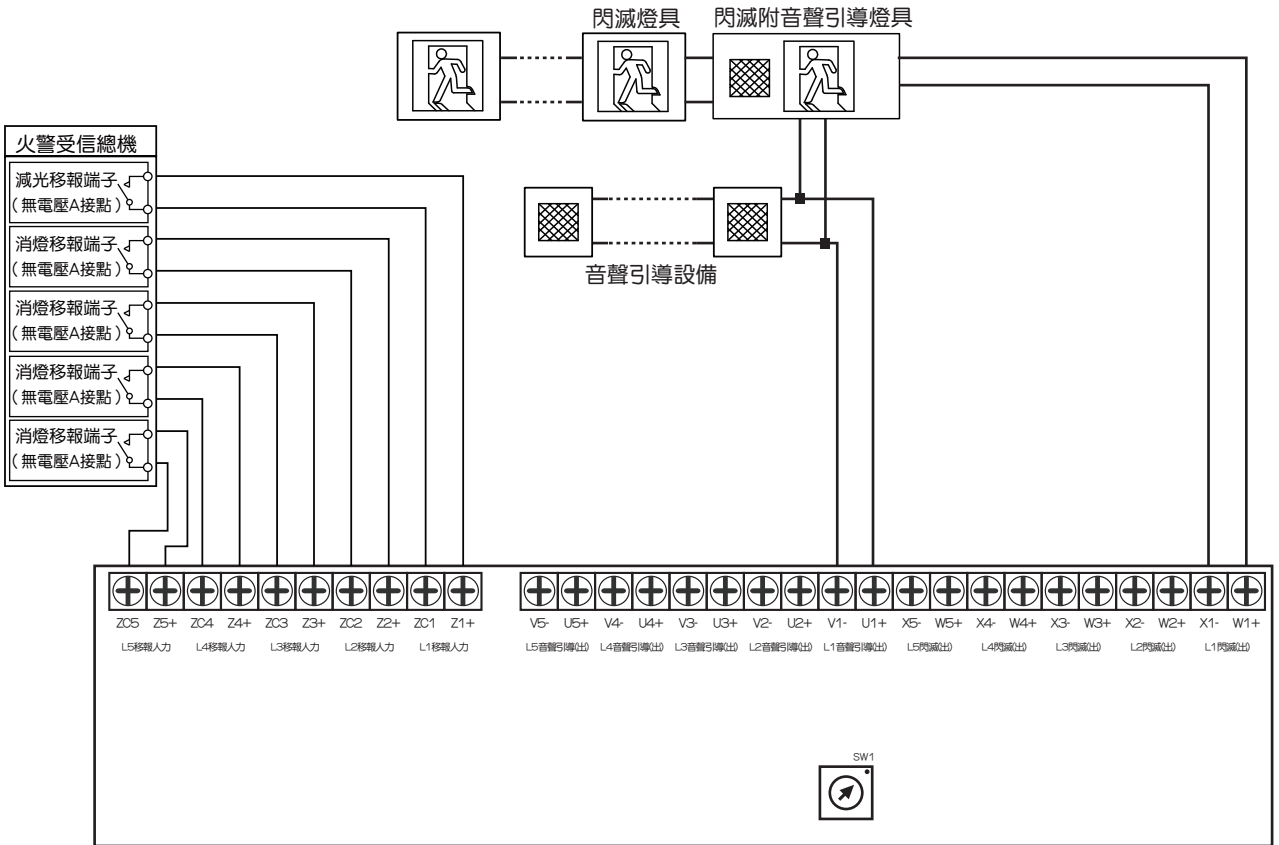 閃滅燈具
閃滅附音聲引導燈具
火警受信總機
減光移報端子
(無電壓A接點)
消燈移報端子
(無電壓A接點)
消燈移報端子
(無電壓A接點)
消燈移報端子
(無電壓A接點)
消燈移報端子
(無電壓A接點)
音聲引導設備
ZC5 Z5+ ZC4 Z4+ ZC3 Z3+ ZC2 Z2+ ZC1 Z1+ V5- U5+ V4- U4+ V3- U3+ V2- U2+ V1- U1+ X5- W5+ X4- W4+ X3- W3+ X2- W2+ X1- W1+
L5移報人力 L4移報人力 L3移報人力 L2移報人力 L1移報人力 L5音聲引導(出) L4音聲引導(出) L3音聲引導(出) L2音聲引導(出) L1音聲引導(出) L5閃滅(出) L4閃滅(出) L3閃滅(出) L2閃滅(出) L1閃滅(出)
SW1